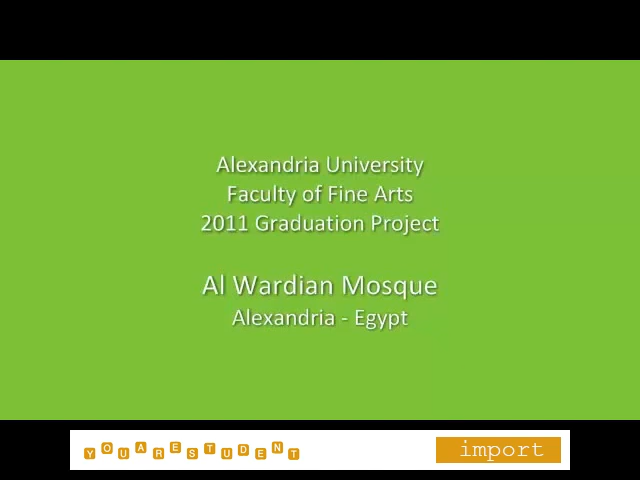 Alexandria University
Faculty of Fine Arts
2011 Graduation Project
Al Wardian Mosque
Alexandria - Egypt
YOUARESTUDENT
import